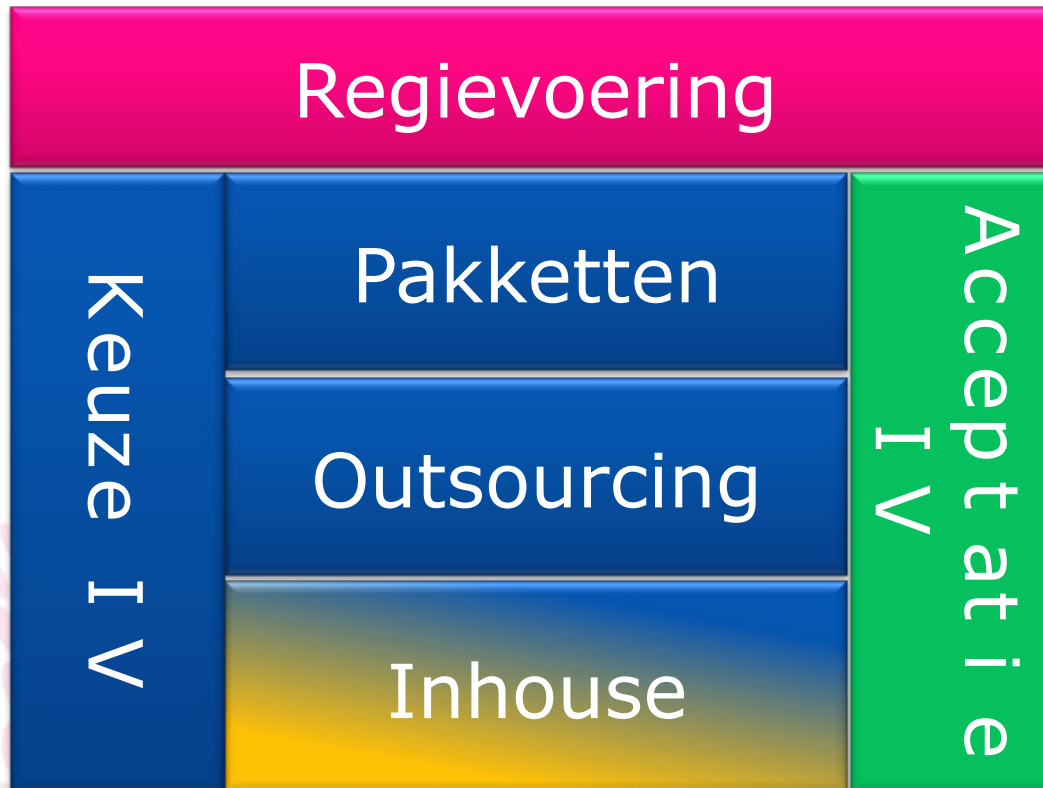 Regievoering
Keuze IV
Pakketten
Outsourcing
Inhouse
Acceptatie
IV